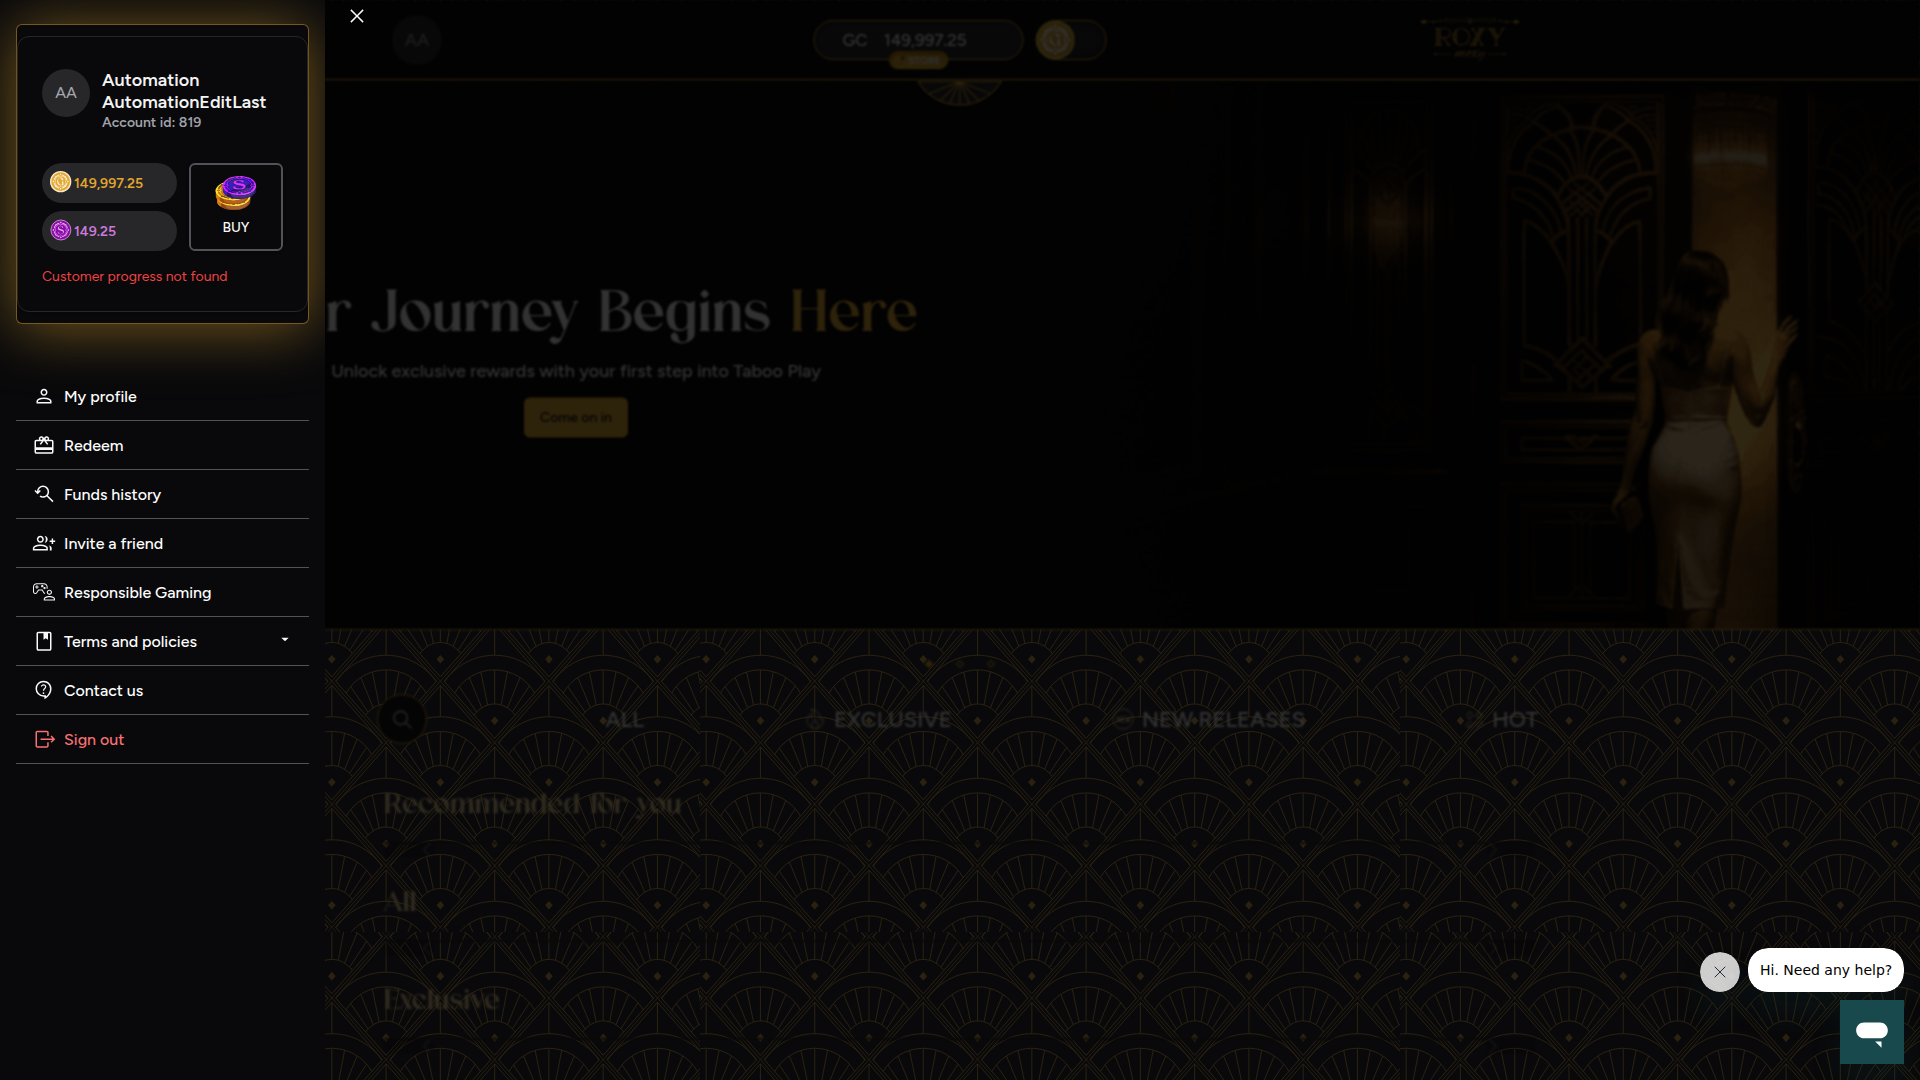 AA
Automation
AutomationEditLast
Account id: 819
149,997.25
149.25
BUY
Customer progress not found
My profile
Redeem
Funds history
Invite a friend
Responsible Gaming
Terms and policies
Contact us
Sign out
AA
GC 149,997.25
STORE
ROXY
r Journey Begins Here
Unlock exclusive rewards with your first step into Taboo Play
Come on in
ALL
EXCLUSIVE
NEW RELEASES
HOT
Recommended for you
All
Exclusive
Hi. Need any help?